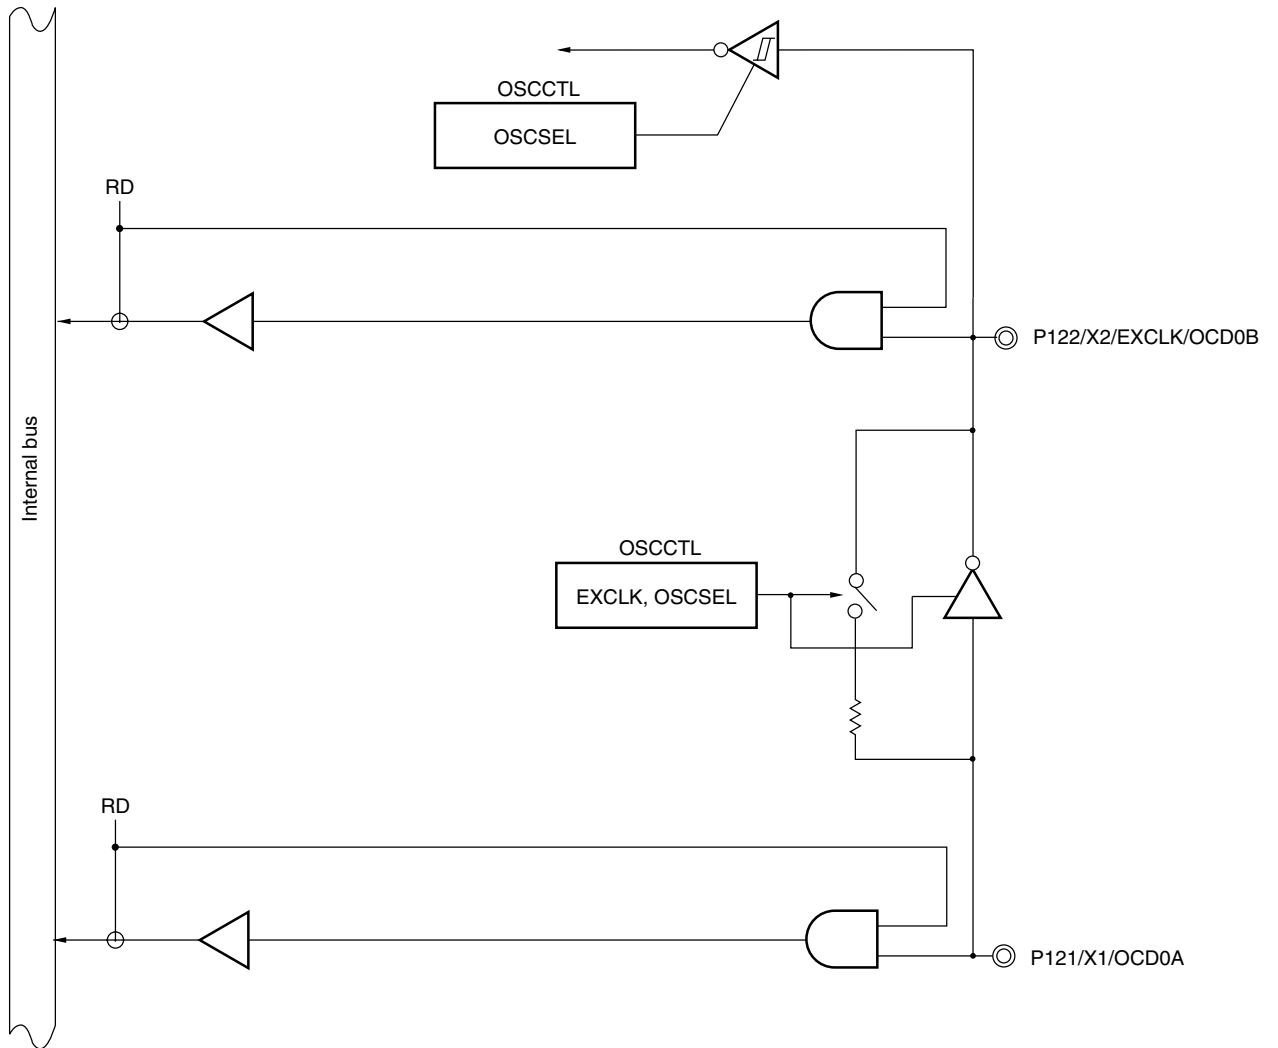 OSCCTL
OSCSEL
RD
P122/X2/EXCLK/OCD0B
Internal bus
OSCCTL
EXCLK, OSCSEL
RD
P121/X1/OCD0A